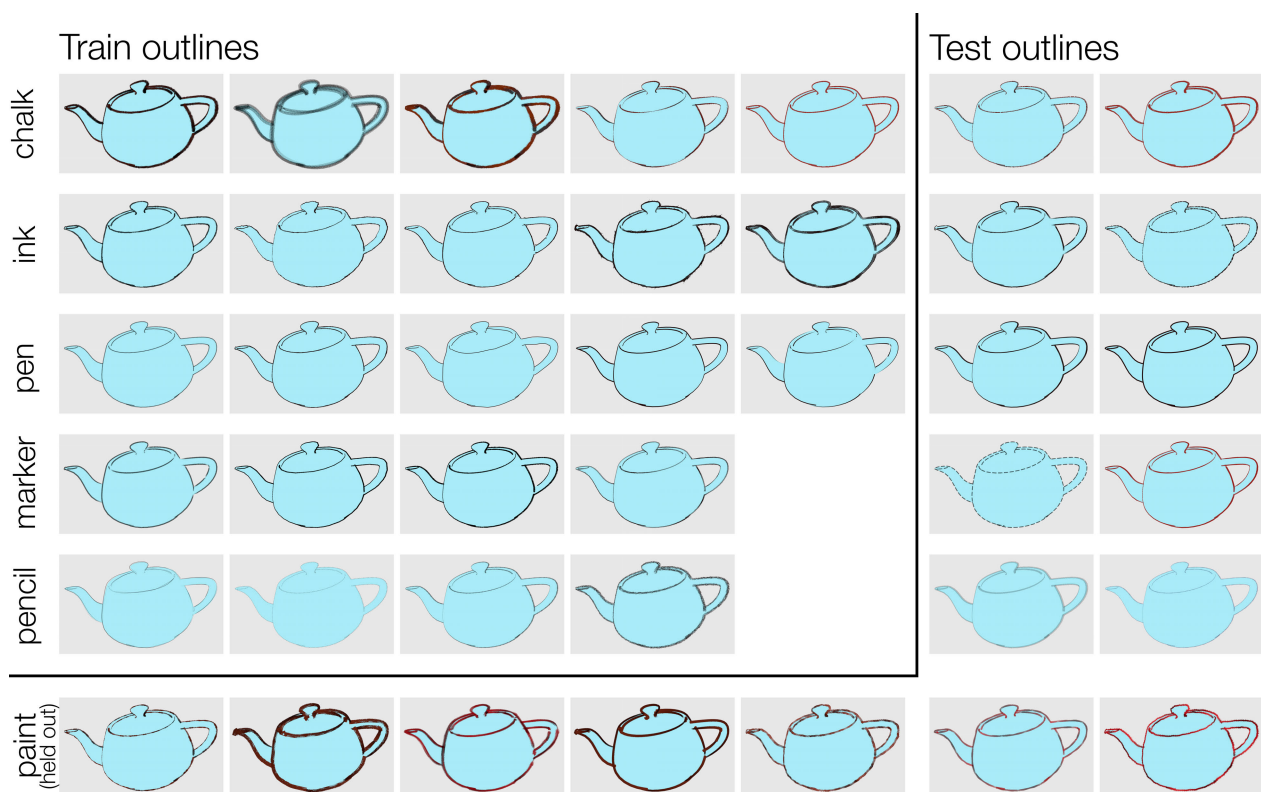 Train outlines
Test outlines
chalk
ink
pen
marker
pencil
paint
(held out)